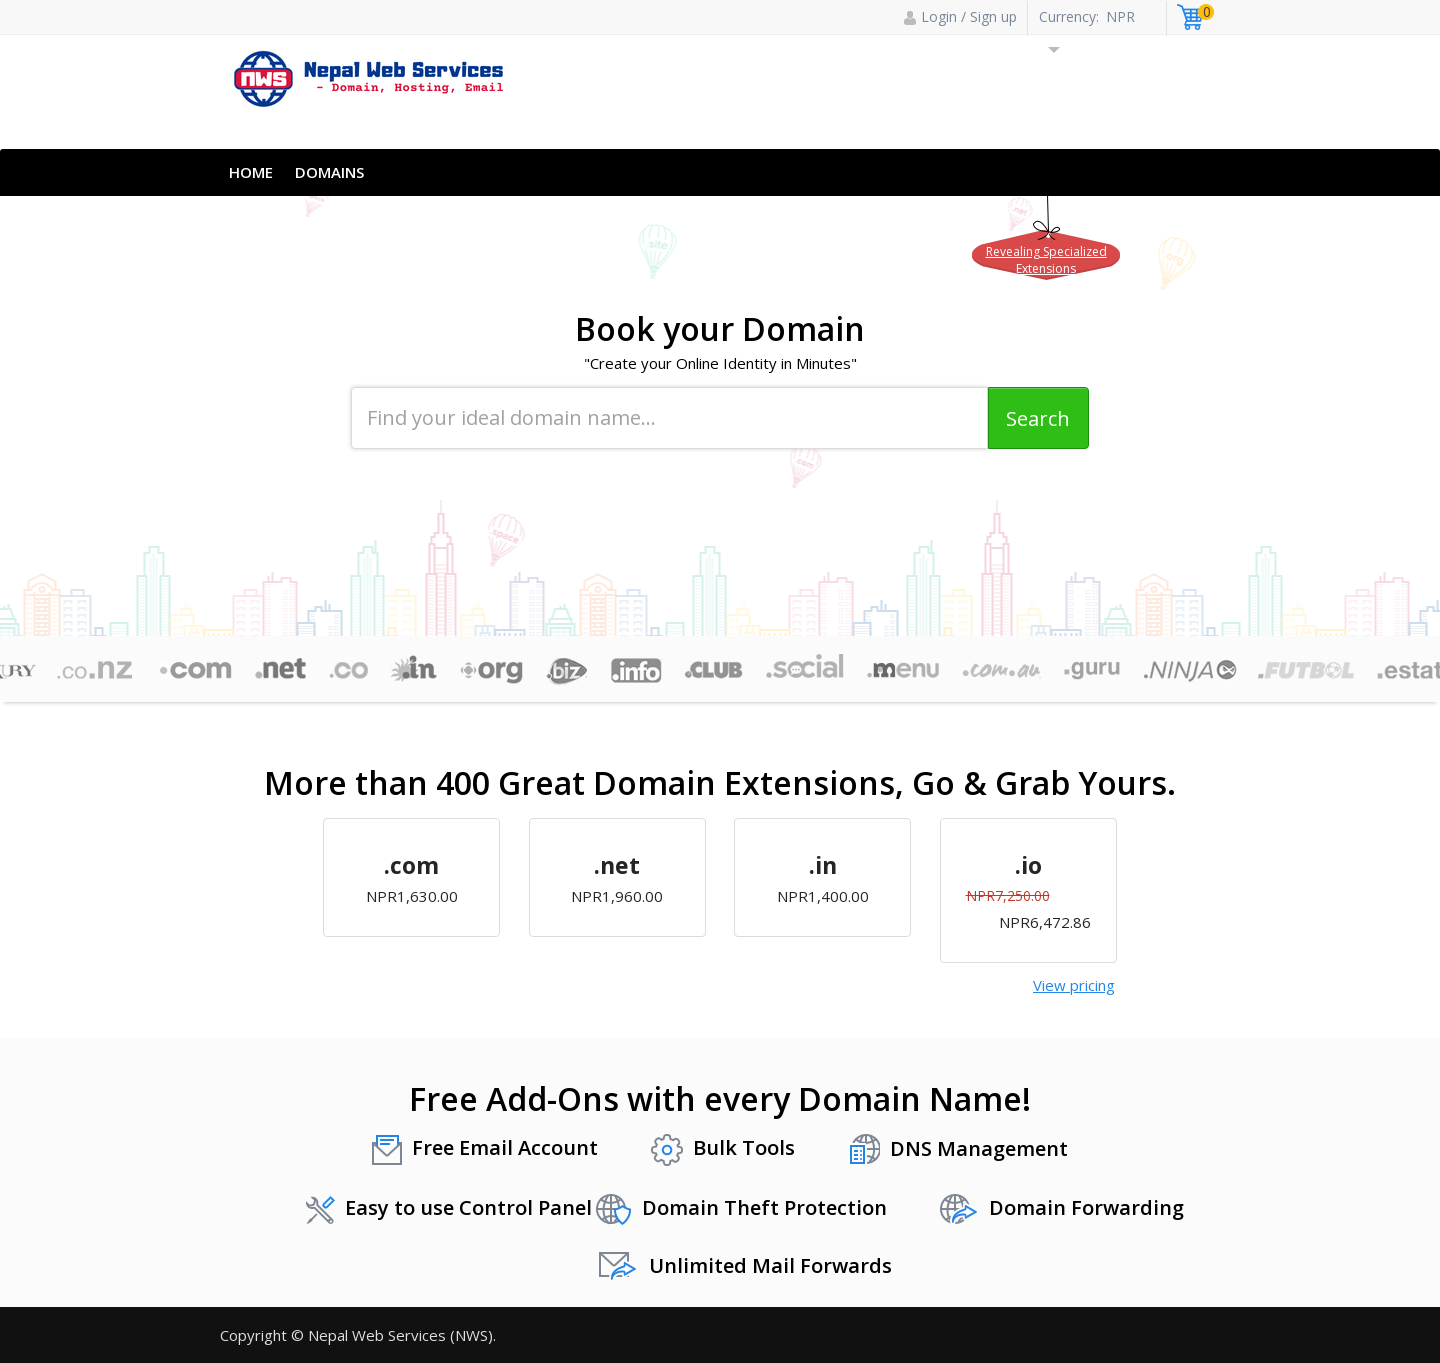 Login / Sign up
Currency: NPR
0
NWS
Nepal Web Services
- Domain, Hosting, Email
HOME
DOMAINS
.net
.site
Revealing Specialized
Extensions
.org
Book your Domain
"Create your Online Identity in Minutes"
Find your ideal domain name...
Search
.com
.space
URY .co.nz .com .net .co .in .org .biz .info .CLUB .social .menu .com.au .guru .NINJA .FUTBOL .estat
More than 400 Great Domain Extensions, Go & Grab Yours.
.com
NPR1,630.00
.net
NPR1,960.00
.in
NPR1,400.00
.io
NPR7,250.00
NPR6,472.86
View pricing
Free Add-Ons with every Domain Name!
Free Email Account
Bulk Tools
DNS Management
Easy to use Control Panel
Domain Theft Protection
Domain Forwarding
Unlimited Mail Forwards
Copyright © Nepal Web Services (NWS).